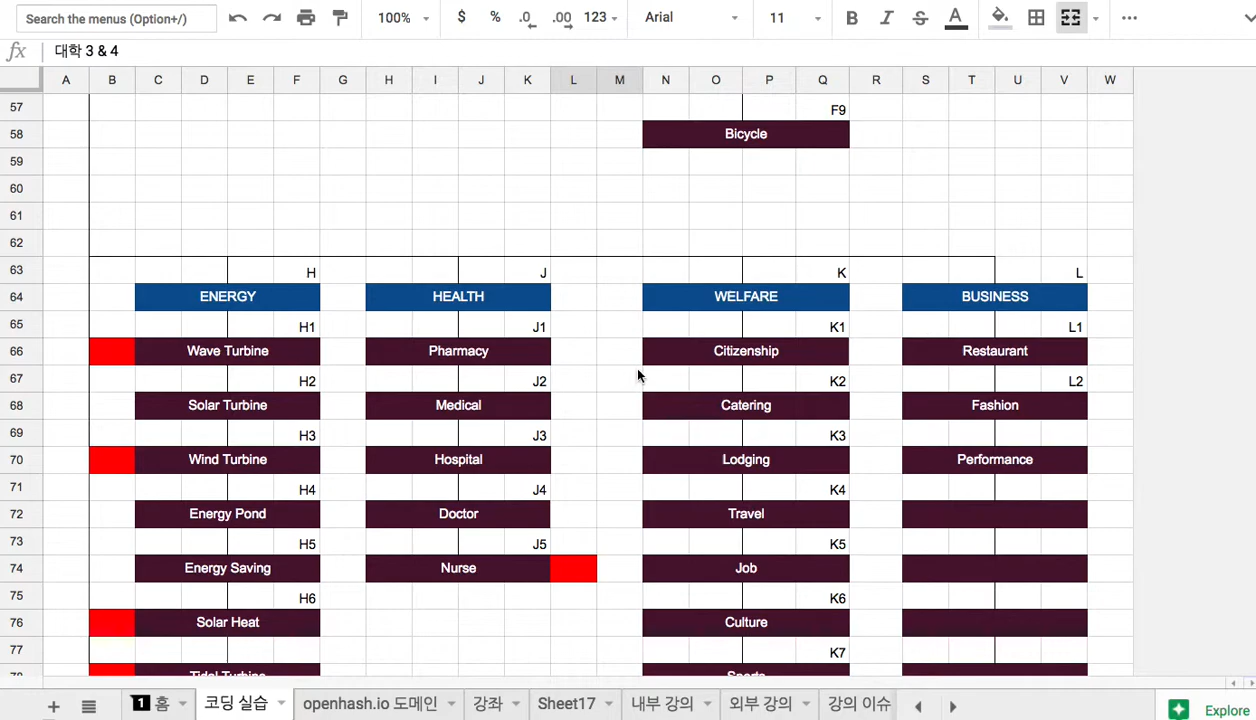 Search the menus (Option+/) 100% $ % .0 .00 123 Arial 11 B I S A
fx 대학 3 & 4
A B C D E F G H I J K L M N O P Q R S T U V W
57 F9
58 Bicycle
59
60
61
62
63 H J K L
64 ENERGY HEALTH WELFARE BUSINESS
65 H1 J1 K1 L1
66 Wave Turbine Pharmacy Citizenship Restaurant
67 H2 J2 K2 L2
68 Solar Turbine Medical Catering Fashion
69 H3 J3 K3
70 Wind Turbine Hospital Lodging Performance
71 H4 J4 K4
72 Energy Pond Doctor Travel
73 H5 J5 K5
74 Energy Saving Nurse Job
75 H6 K6
76 Solar Heat Culture
77 K7
78 Tidal Turbine Sports
1 홈 코딩 실습 openhash.io 도메인 강좌 Sheet17 내부 강의 외부 강의 강의 이슈 Explore